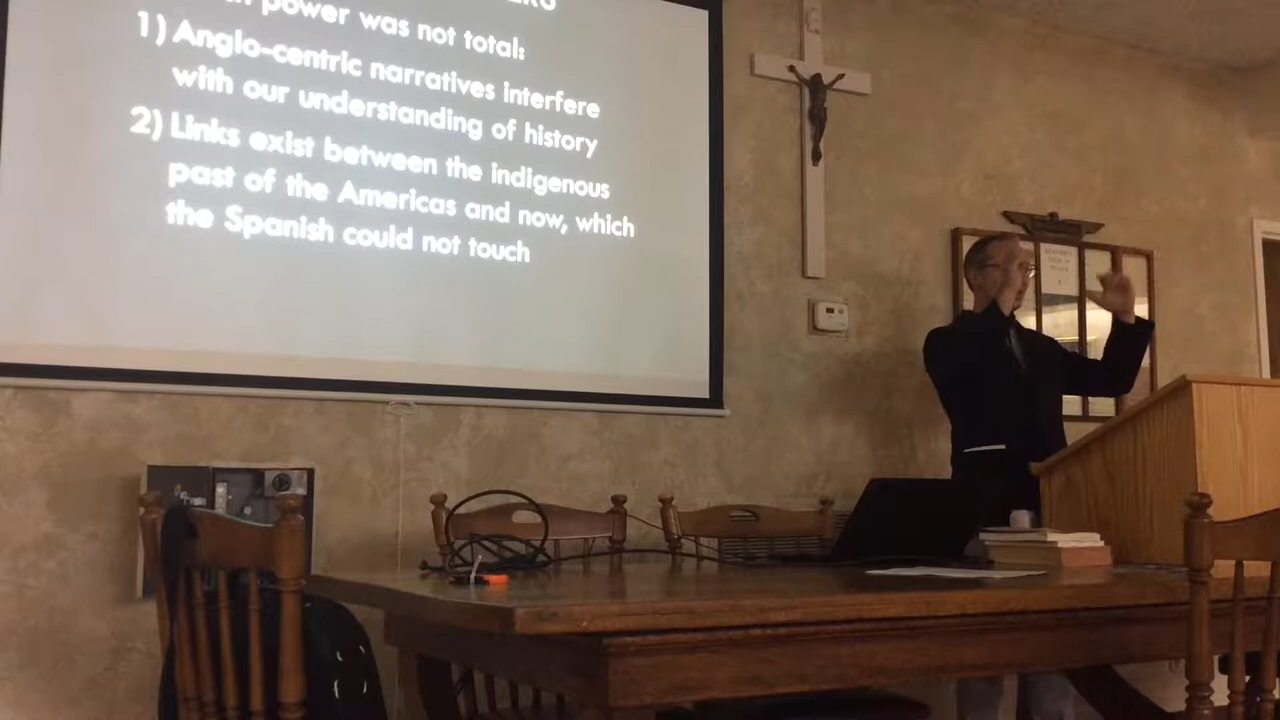 power was not total:
1) Anglo-centric narratives interfere
with our understanding of history
2) Links exist between the indigenous
past of the Americas and now, which
the Spanish could not touch